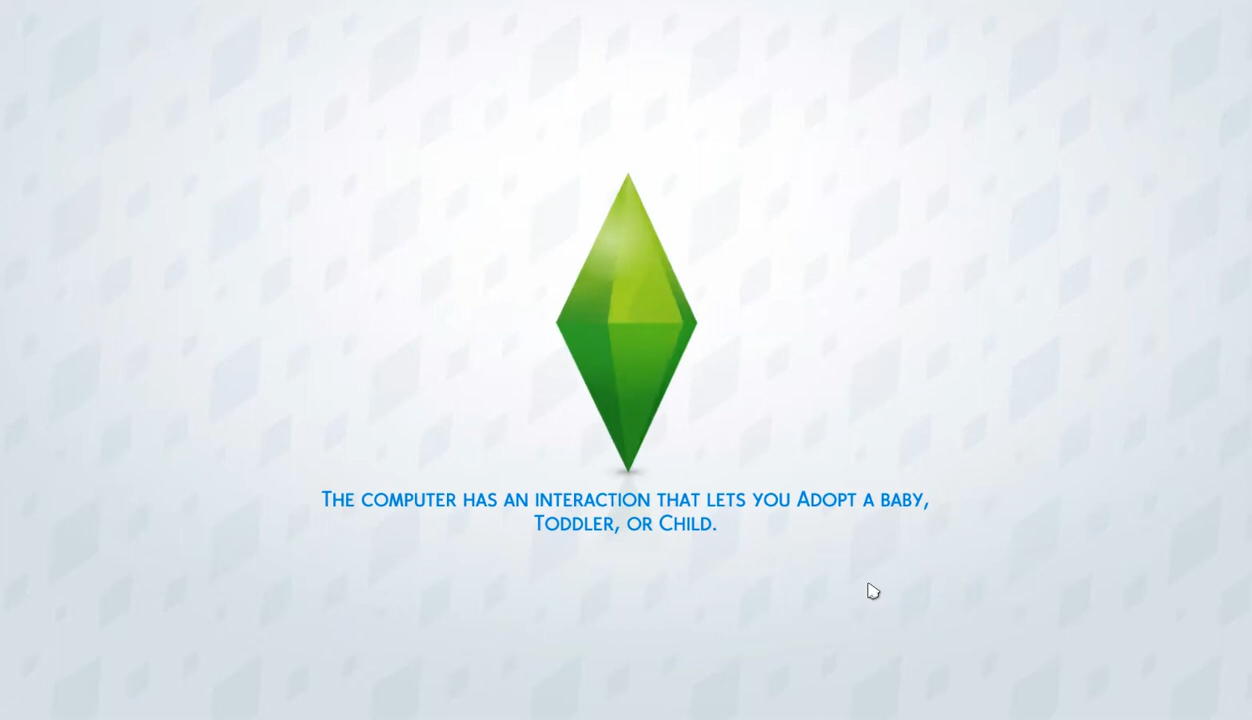 The computer has an interaction that lets you Adopt a baby,
Toddler, or Child.